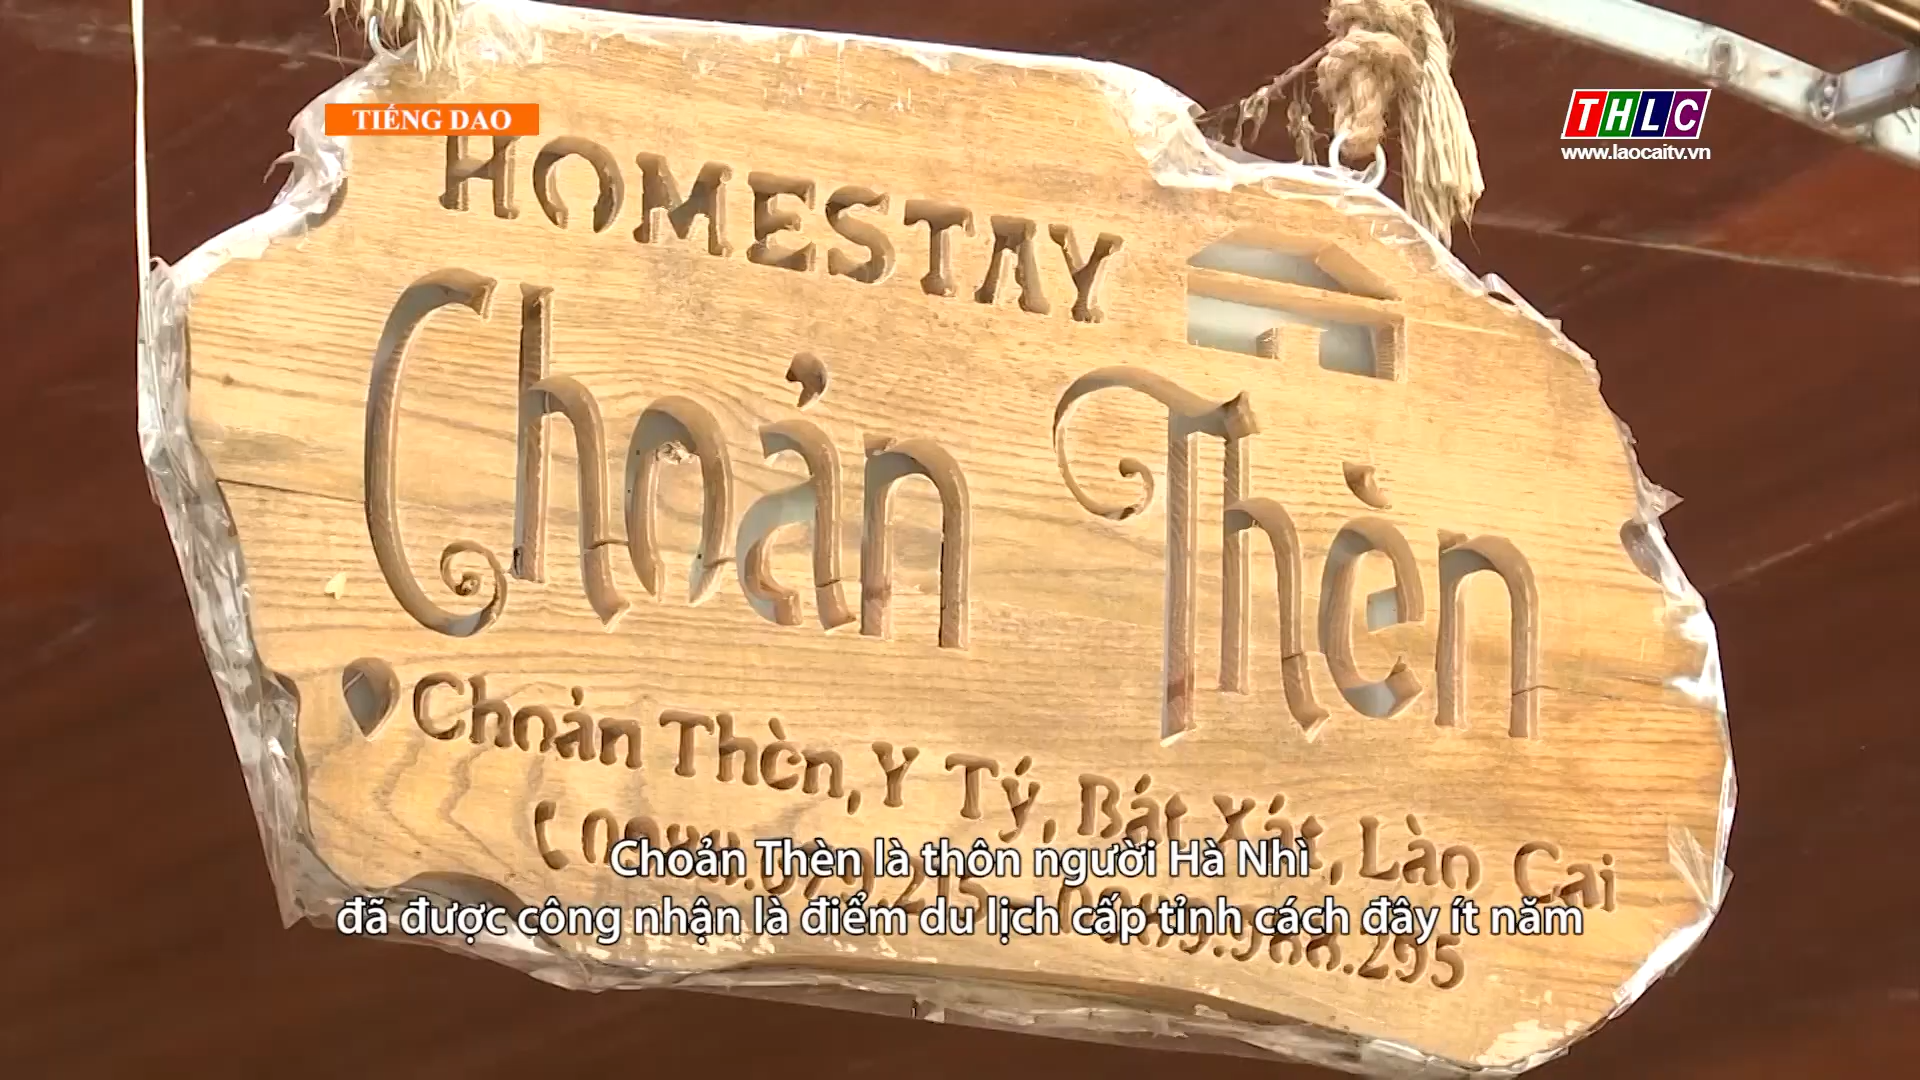 TIẾNG DAO
THLC
www.laocaitv.vn
HOMESTAY
Choản Thèn
Choản Thèn, Y Tý, Bát Xát, Lào Cai
Choản Thèn là thôn người Hà Nhì
đã được công nhận là điểm du lịch cấp tỉnh cách đây ít năm